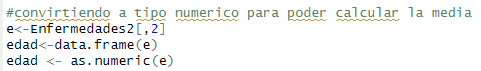 #convirtiendo a tipo numerico para poder calcular la media
e<-Enfermedades2[,2]
edad<-data.frame(e)
edad <- as.numeric(e)